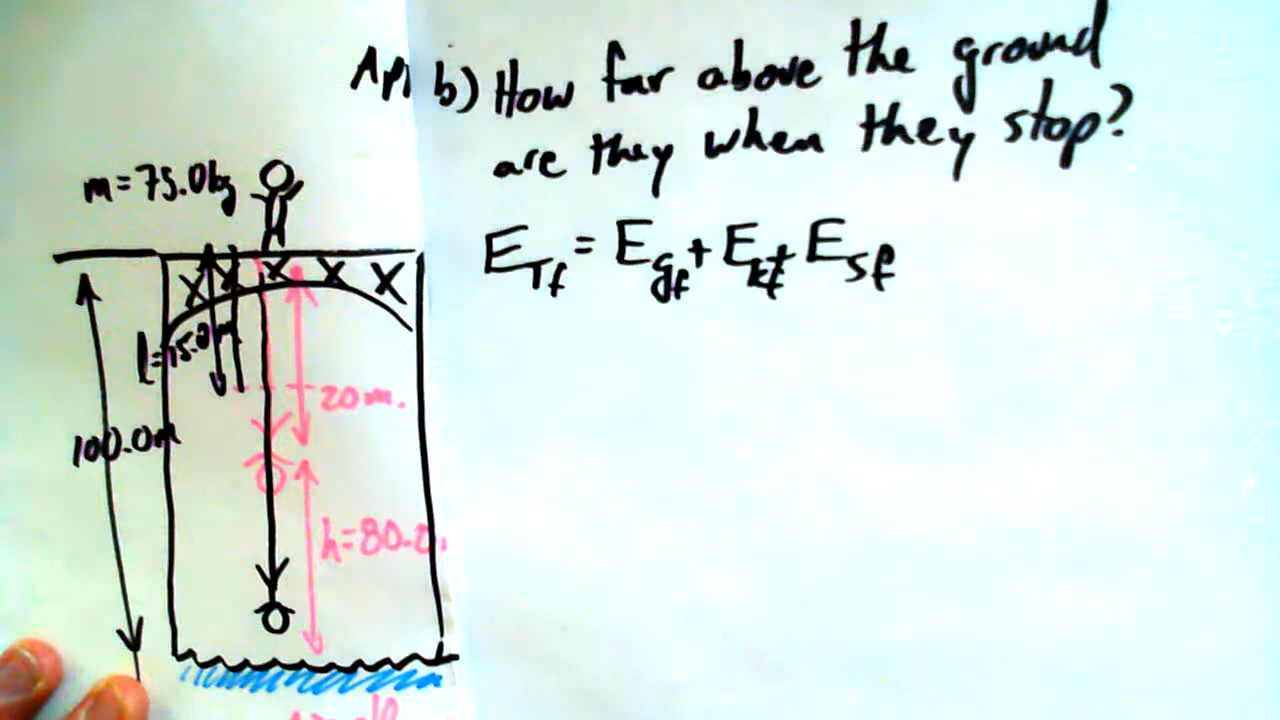 b) How far above the ground
are they when they stop?
m=75.0kg
E_Tf = E_gf + E_kf + E_sf
l=15.0m
20m.
100.0m
h=80.0